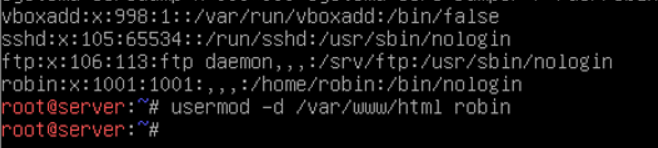 vboxadd:x:998:1::/var/run/vboxadd:/bin/false
sshd:x:105:65534::/run/sshd:/usr/sbin/nologin
ftp:x:106:113:ftp daemon,,,:/srv/ftp:/usr/sbin/nologin
robin:x:1001:1001:,,,:/home/robin:/bin/nologin
root@server:~# usermod -d /var/www/html robin
root@server:~#